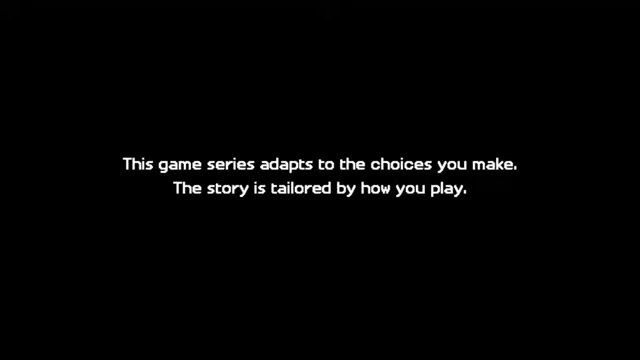 This game series adapts to the choices you make.
The story is tailored by how you play.